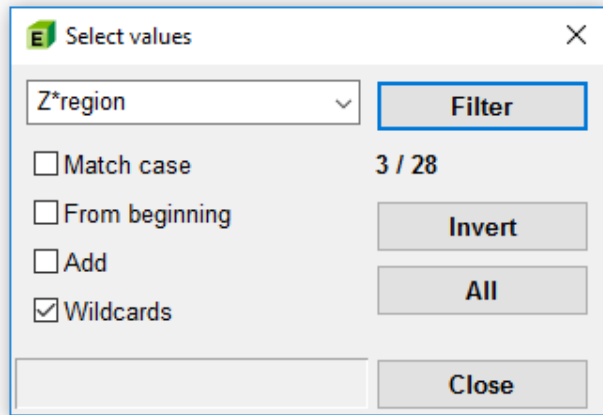 E Select values
Z*region
Filter
Match case
3 / 28
From beginning
Invert
Add
All
Wildcards
Close